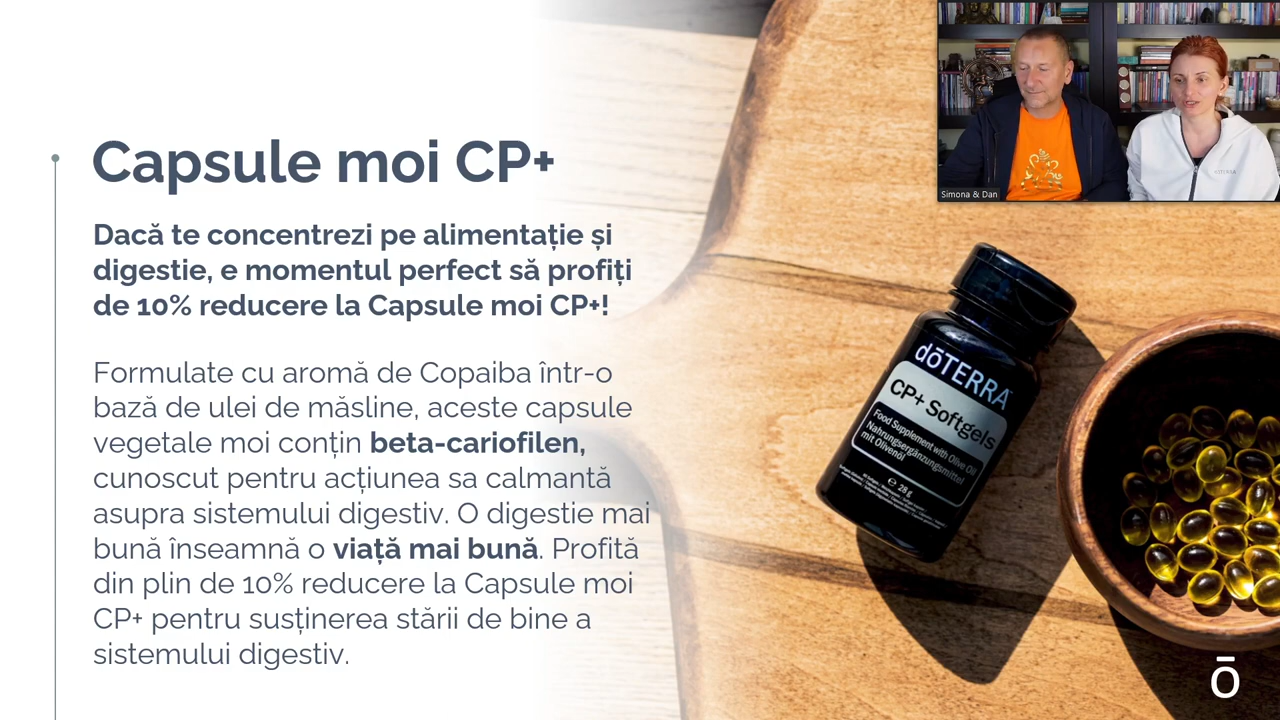 Capsule moi CP+
Dacă te concentrezi pe alimentație și
digestie, e momentul perfect să profiți
de 10% reducere la Capsule moi CP+!
Formulate cu aromă de Copaiba într-o
bază de ulei de măsline, aceste capsule
vegetale moi conțin beta-cariofilen,
cunoscut pentru acțiunea sa calmantă
asupra sistemului digestiv. O digestie mai
bună înseamnă o viață mai bună. Profită
din plin de 10% reducere la Capsule moi
CP+ pentru susținerea stării de bine a
sistemului digestiv.
Simona & Dan
dōTERRA
CP+ Softgels
Food Supplement with Olive Oil
Nahrungsergänzungsmittel
mit Olivenöl
℮ 28 g
ō